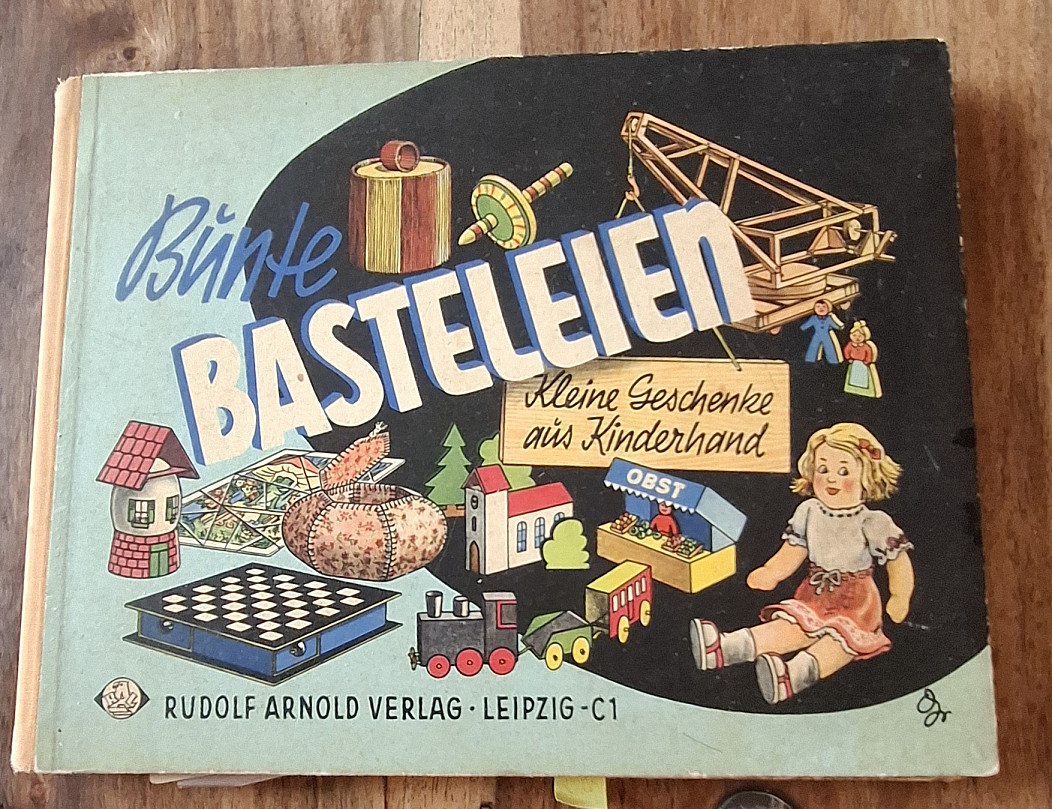 Bunte
BASTELEIEN
Kleine Geschenke
aus Kinderhand
OBST
RUDOLF ARNOLD VERLAG · LEIPZIG-C1